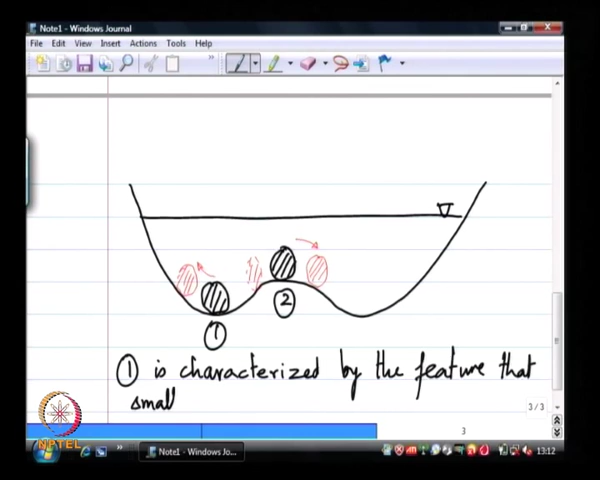 Note1 - Windows Journal
File Edit View Insert Actions Tools Help
1
2
① is characterized by the feature that
small
3/3
3
NPTEL
Note1 - Windows Jo...
13:12